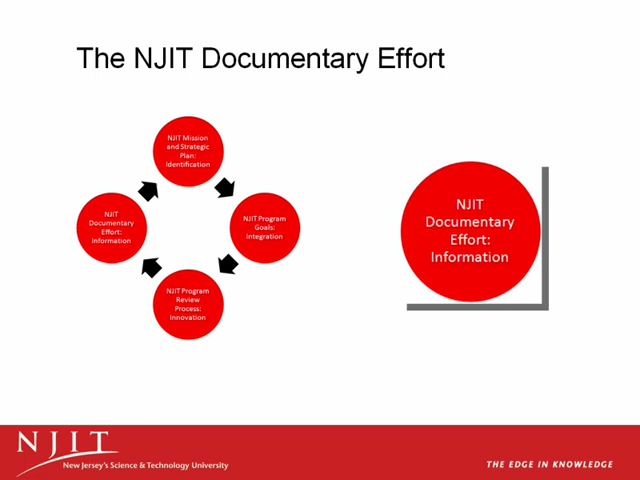 The NJIT Documentary Effort
NJIT Mission
and Strategic
Plan:
Identification
NJIT Program
Goals:
Integration
NJIT Program
Review
Process:
Innovation
NJIT
Documentary
Effort:
Information
NJIT
Documentary
Effort:
Information
NJIT
New Jersey's Science & Technology University
THE EDGE IN KNOWLEDGE